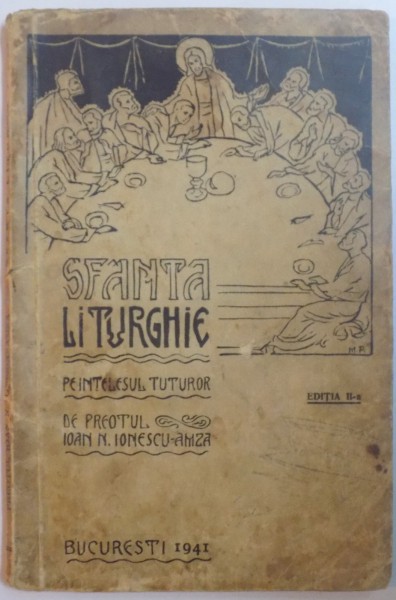 M.P.
SFANTA
LITURGHIE
PE INTELESUL TUTUROR
EDITIA II-a
DE PREOTUL
IOAN N. IONESCU-AMZA
BUCURESTI 1941